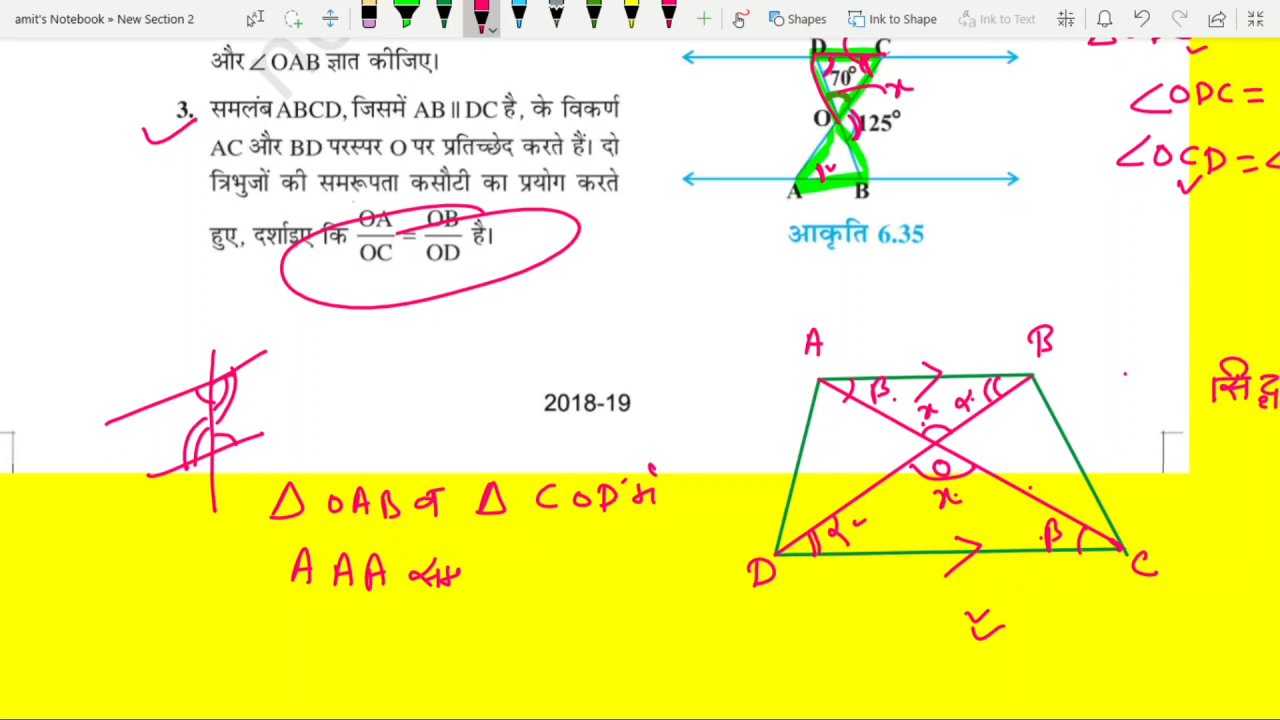 amit's Notebook » New Section 2
Shapes
Ink to Shape
Ink to Text
और ∠OAB ज्ञात कीजिए।
3. समलंब ABCD, जिसमें AB || DC है, के विकर्ण
AC और BD परस्पर O पर प्रतिच्छेद करते हैं। दो
त्रिभुजों की समरूपता कसौटी का प्रयोग करते
हुए, दर्शाइए कि OA/OC = OB/OD है।
D C
70° x
O 125°
A B
आकृति 6.35
∠ODC =
∠OCD = ∠
2018-19
A B
β x α
O
x
α β
D C
Δ OAB व Δ COD में
A A A